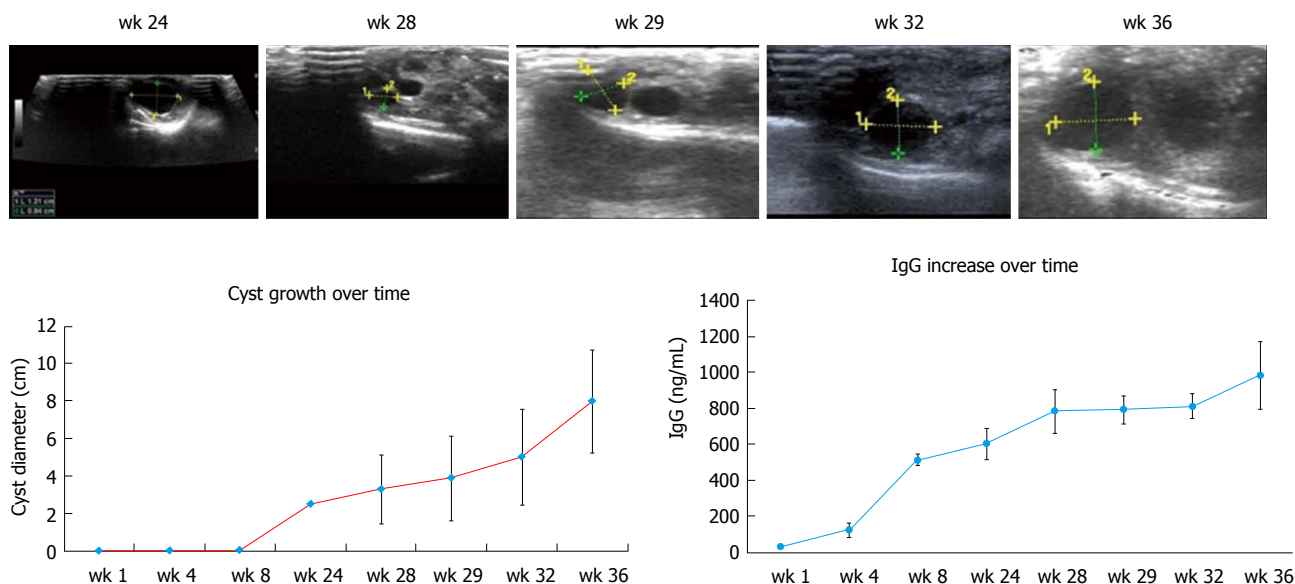 wk 24 wk 28 wk 29 wk 32 wk 36
1 L 1.21 cm
L 0.84 cm
1 2
1 2
1 2
1 2
Cyst growth over time
12
10
8
6
4
2
0
Cyst diameter (cm)
wk 1 wk 4 wk 8 wk 24 wk 28 wk 29 wk 32 wk 36
IgG increase over time
1400
1200
1000
800
600
400
200
0
IgG (ng/mL)
wk 1 wk 4 wk 8 wk 24 wk 28 wk 29 wk 32 wk 36